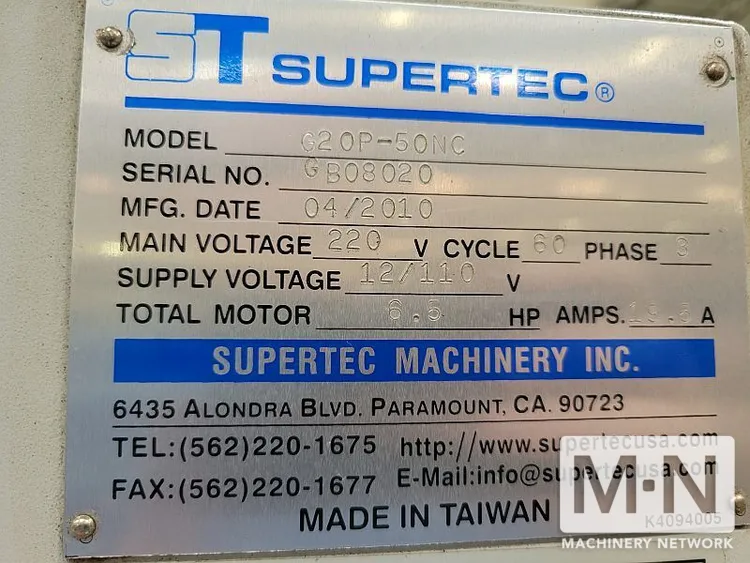 ST SUPERTEC®
MODEL G20P-50NC
SERIAL NO. GB08020
MFG. DATE 04/2010
MAIN VOLTAGE 220 V CYCLE 60 PHASE 3
SUPPLY VOLTAGE 12/110 V
TOTAL MOTOR 6.5 HP AMPS. A
SUPERTEC MACHINERY INC.
6435 ALONDRA BLVD. PARAMOUNT, CA. 90723
TEL:(562)220-1675 http://www.supertecusa.com
FAX:(562)220-1677 E-Mail:info@supertecusa.com
MADE IN TAIWAN
M·N
K4094005
MACHINERY NETWORK